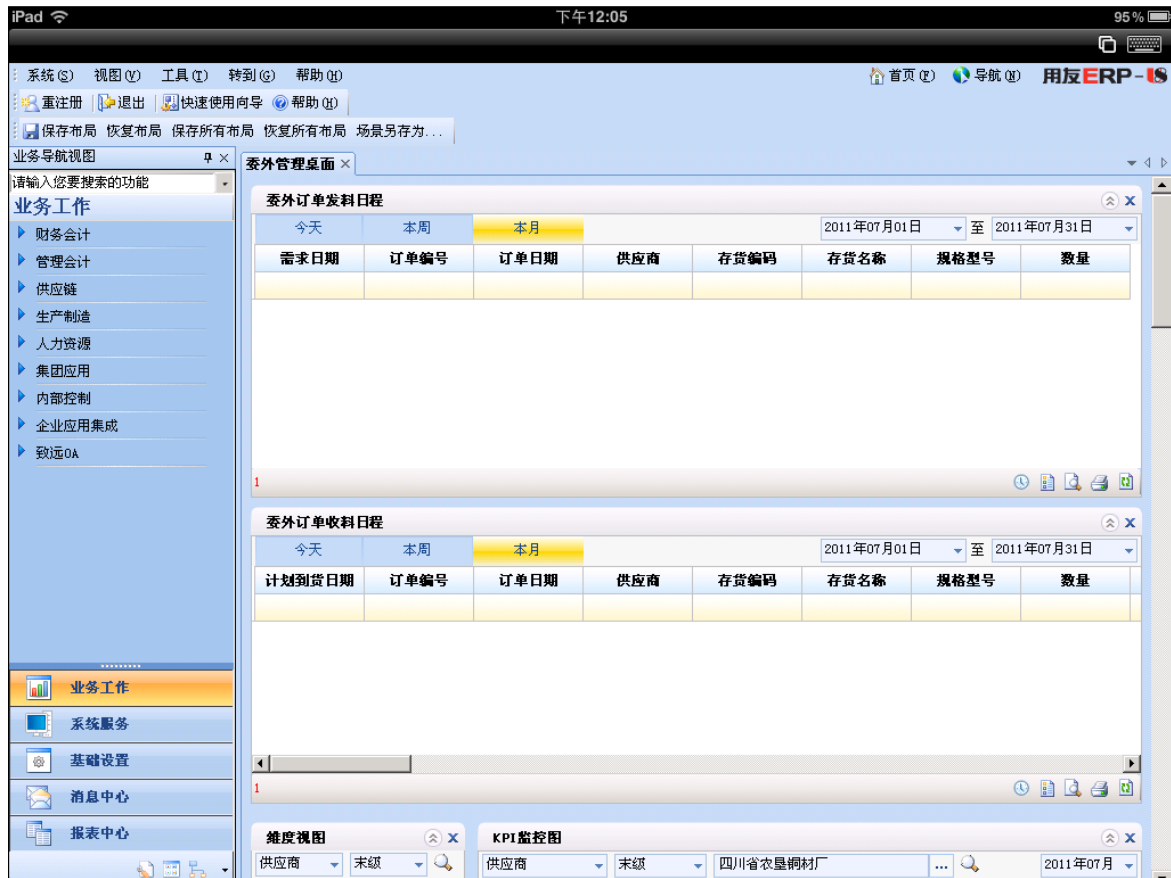 iPad 下午12:05 95%
系统(S) 视图(V) 工具(T) 转到(G) 帮助(H) 首页(P) 导航(N) 用友ERP-U8
重注册 退出 快速使用向导 帮助(H)
保存布局 恢复布局 保存所有布局 恢复所有布局 场景另存为...
业务导航视图
请输入您要搜索的功能
业务工作
财务会计
管理会计
供应链
生产制造
人力资源
集团应用
内部控制
企业应用集成
致远OA
业务工作
系统服务
基础设置
消息中心
报表中心
委外管理桌面
委外订单发料日程
今天 本周 本月 2011年07月01日 至 2011年07月31日
需求日期 订单编号 订单日期 供应商 存货编码 存货名称 规格型号 数量
1
委外订单收料日程
今天 本周 本月 2011年07月01日 至 2011年07月31日
计划到货日期 订单编号 订单日期 供应商 存货编码 存货名称 规格型号 数量
1
维度视图
供应商 末级
KPI监控图
供应商 末级 四川省农垦铜材厂 ... 2011年07月